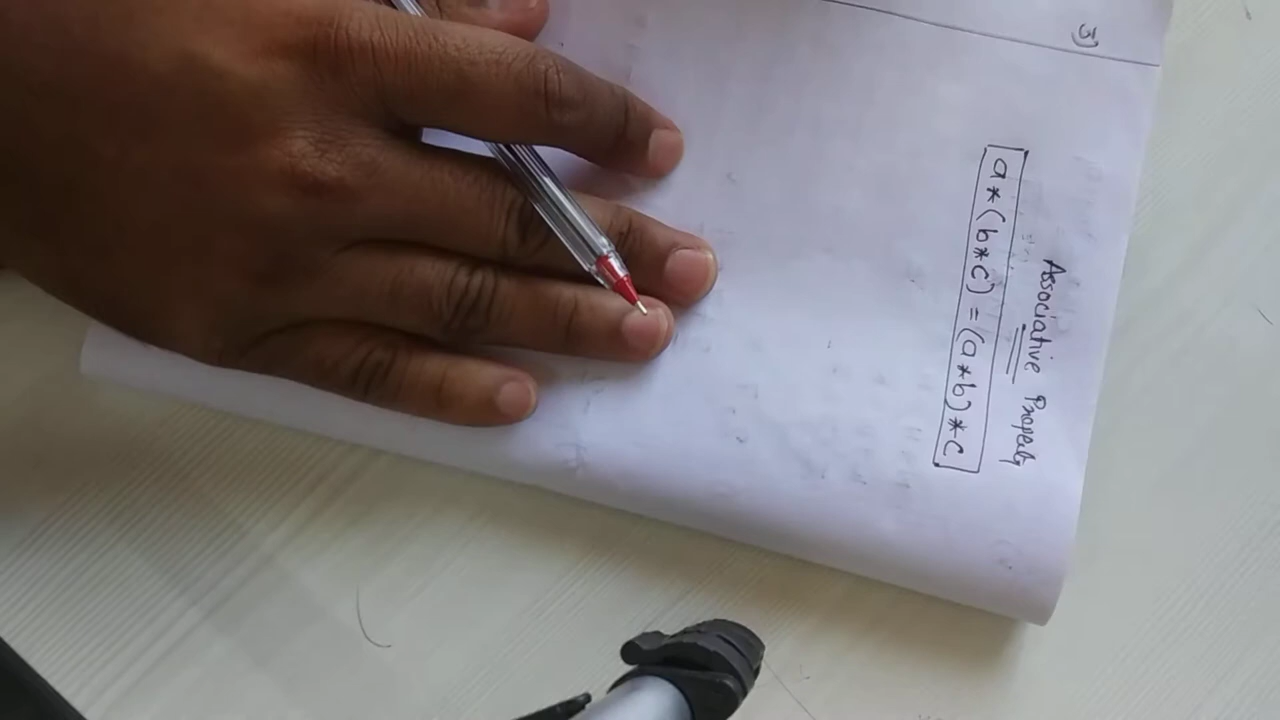 3)
Associative Property
a*(b*c) = (a*b)*c